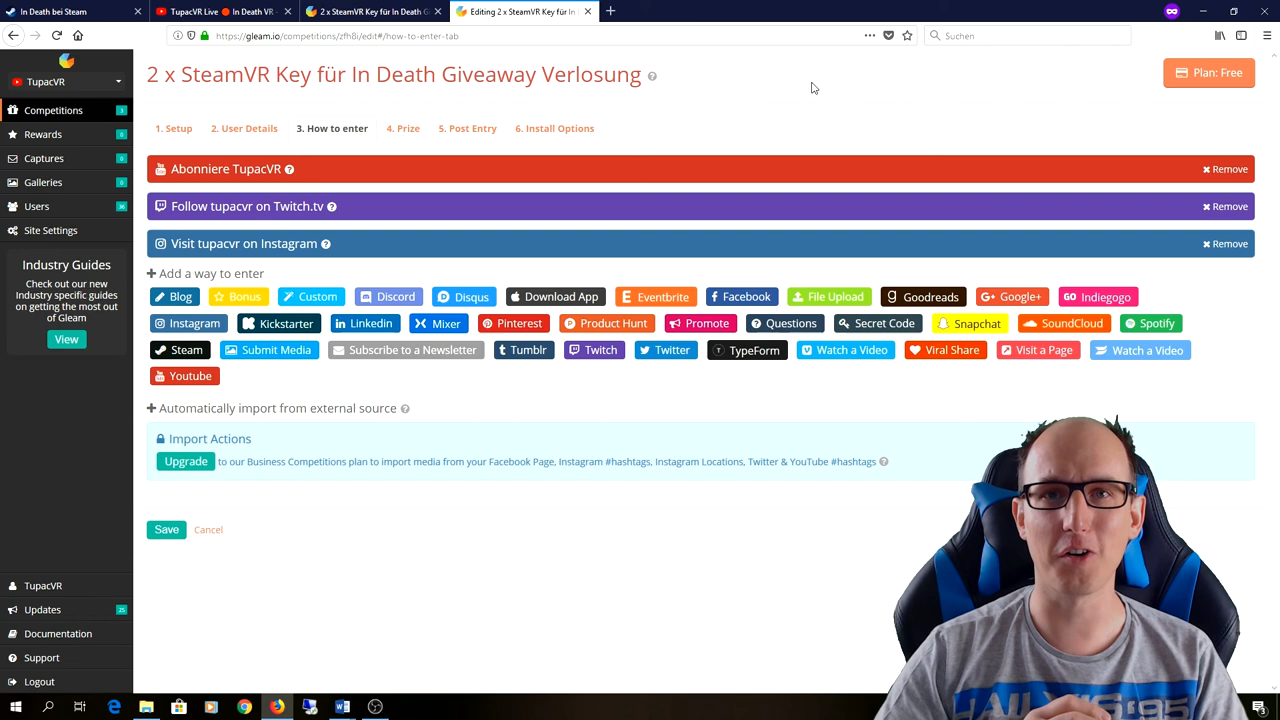 In Death bei Steam
TupacVR Live In Death VR -
2 x SteamVR Key für In Death G
Editing 2 x SteamVR Key für In
https://gleam.io/competitions/zfh8i/edit#/how-to-enter-tab
Suchen
TupacVR
Competitions 3
Rewards 0
Captures 0
Galleries 0
Users 36
Site Settings
Industry Guides
Check out our new
Industry specific guides
on getting the most out
of Gleam
View
TupacVR
Updates 25
Documentation
Support
Logout
2 x SteamVR Key für In Death Giveaway Verlosung
Plan: Free
1. Setup 2. User Details 3. How to enter 4. Prize 5. Post Entry 6. Install Options
Abonniere TupacVR Remove
Follow tupacvr on Twitch.tv Remove
Visit tupacvr on Instagram Remove
Add a way to enter
Blog Bonus Custom Discord Disqus Download App Eventbrite Facebook File Upload Goodreads Google+ Indiegogo
Instagram Kickstarter Linkedin Mixer Pinterest Product Hunt Promote Questions Secret Code Snapchat SoundCloud Spotify
Steam Submit Media Subscribe to a Newsletter Tumblr Twitch Twitter TypeForm Watch a Video Viral Share Visit a Page Watch a Video
Youtube
Automatically import from external source
Import Actions
Upgrade to our Business Competitions plan to import media from your Facebook Page, Instagram #hashtags, Instagram Locations, Twitter & YouTube #hashtags
Save Cancel